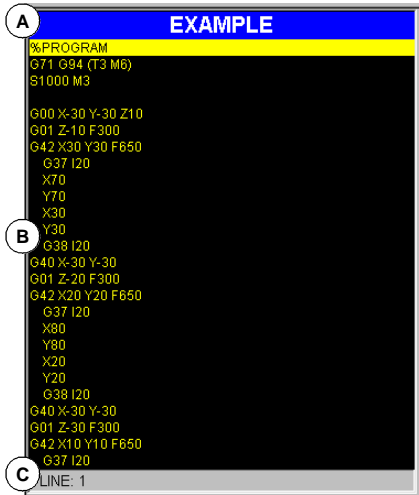 A
EXAMPLE
%PROGRAM
G71 G94 (T3 M6)
S1000 M3
G00 X-30 Y-30 Z10
G01 Z-10 F300
G42 X30 Y30 F650
G37 I20
X70
Y70
X30
B
Y30
G38 I20
G40 X-30 Y-30
G01 Z-20 F300
G42 X20 Y20 F650
G37 I20
X80
Y80
X20
Y20
G38 I20
G40 X-30 Y-30
G01 Z-30 F300
G42 X10 Y10 F650
G37 I20
C
LINE: 1